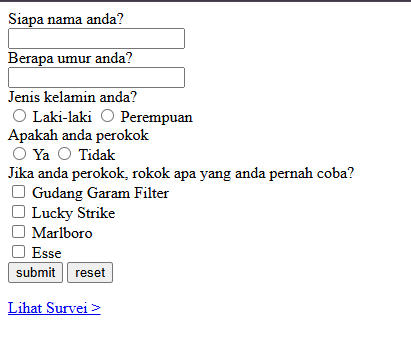 Siapa nama anda?
Berapa umur anda?
Jenis kelamin anda?
Laki-laki Perempuan
Apakah anda perokok
Ya Tidak
Jika anda perokok, rokok apa yang anda pernah coba?
Gudang Garam Filter
Lucky Strike
Marlboro
Esse
submit reset
Lihat Survei >